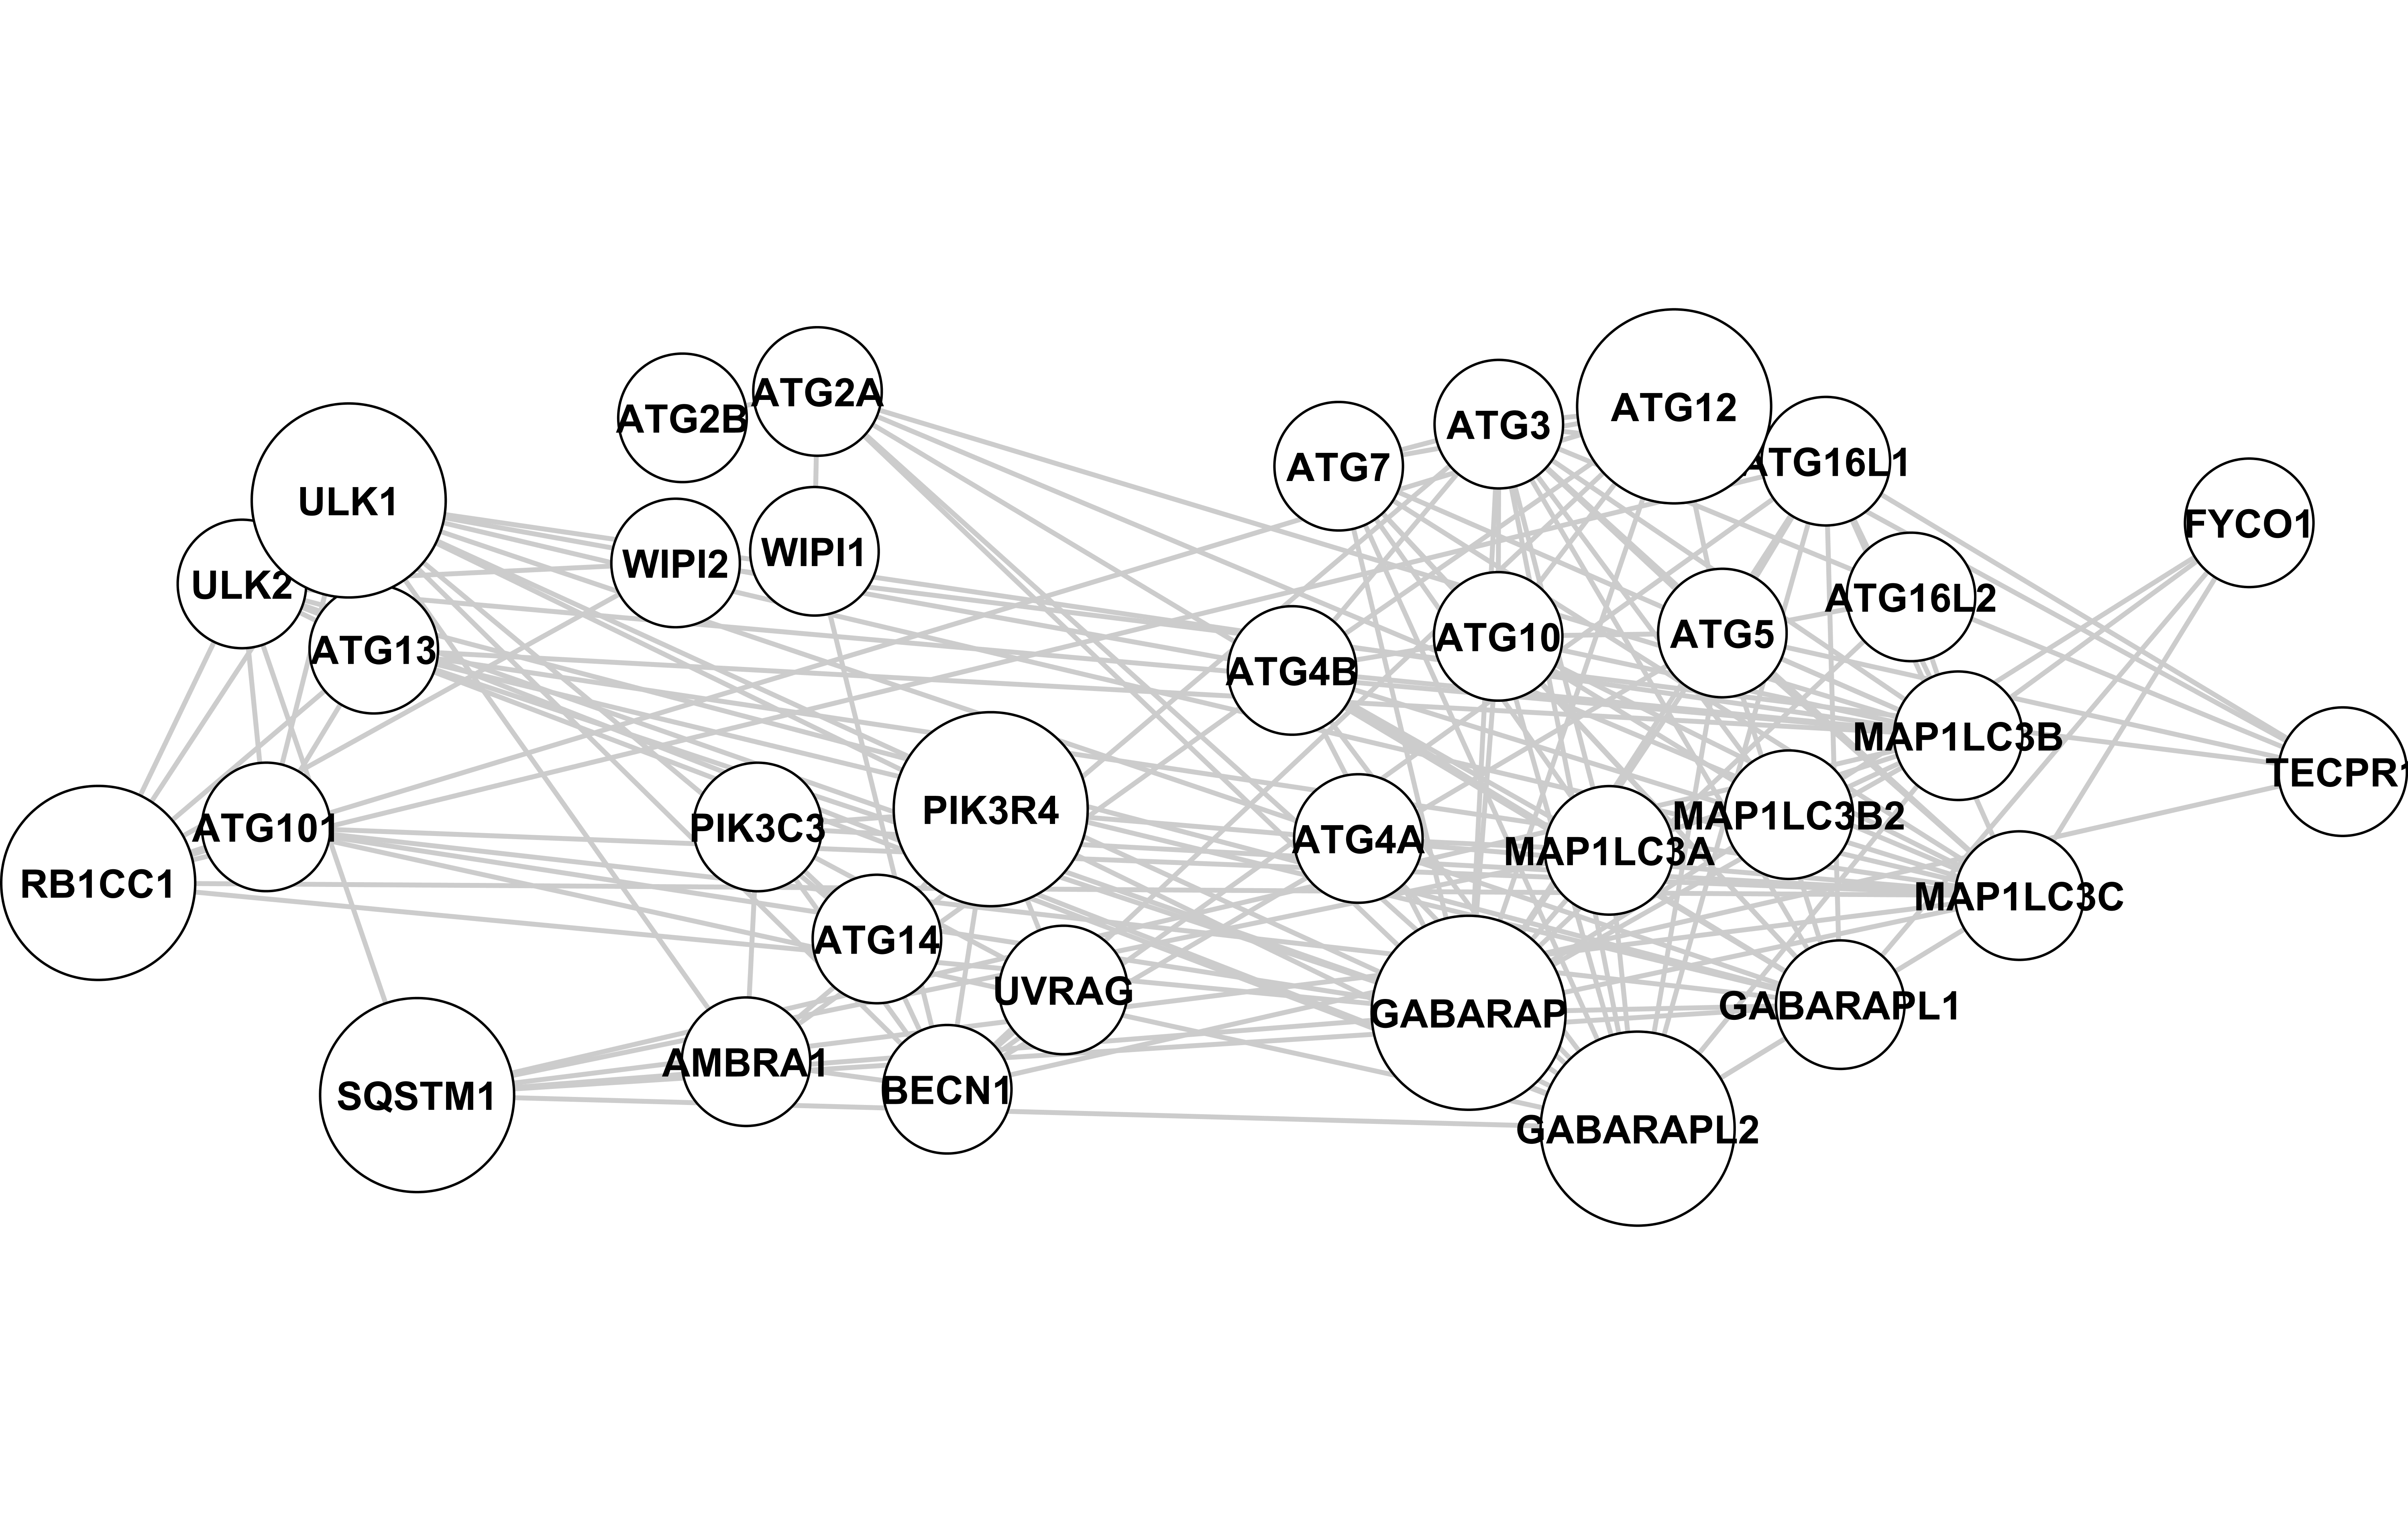 ATG2A
ATG2B
ATG12
ATG3
ATG16L1
ATG7
ULK1
FYCO1
WIPI1
WIPI2
ULK2
ATG16L2
ATG5
ATG10
ATG13
ATG4B
MAP1LC3B
TECPR1
PIK3R4
MAP1LC3B2
ATG101
PIK3C3
ATG4A
MAP1LC3A
RB1CC1
MAP1LC3C
ATG14
UVRAG
GABARAP
GABARAPL1
AMBRA1
BECN1
SQSTM1
GABARAPL2